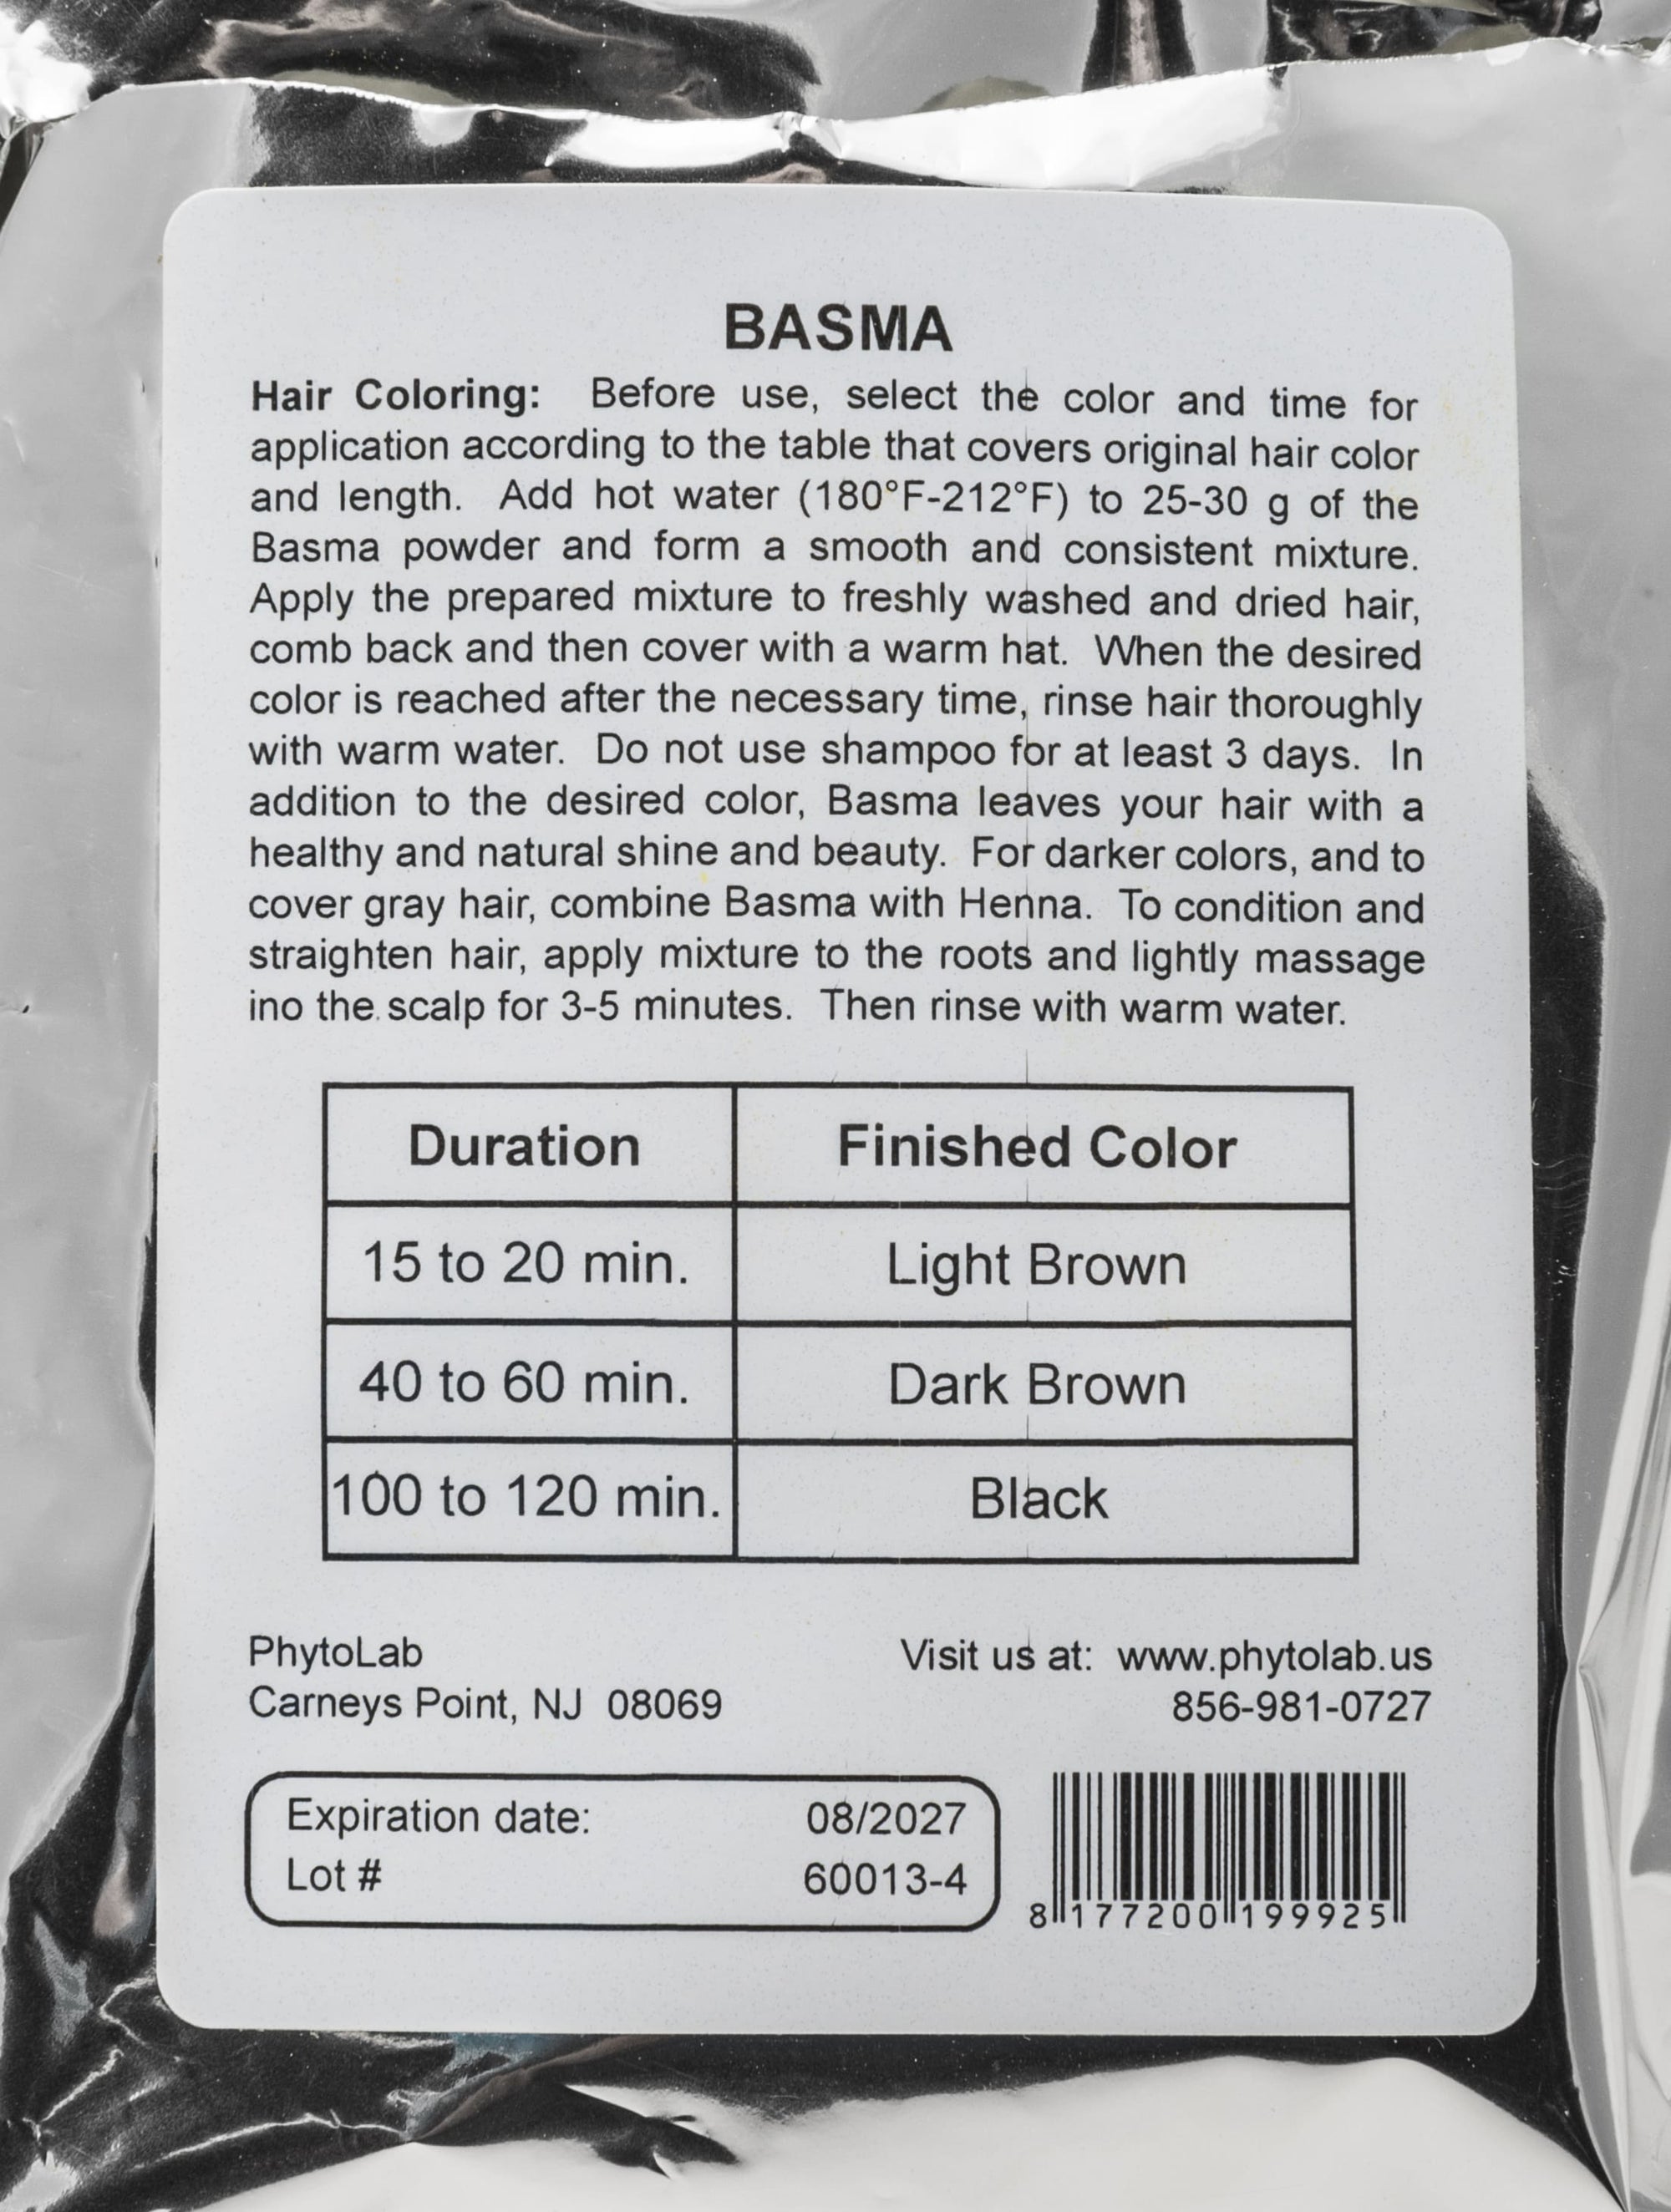 BASMA
Hair Coloring: Before use, select the color and time for
application according to the table that covers original hair color
and length. Add hot water (180°F-212°F) to 25-30 g of the
Basma powder and form a smooth and consistent mixture.
Apply the prepared mixture to freshly washed and dried hair,
comb back and then cover with a warm hat. When the desired
color is reached after the necessary time, rinse hair thoroughly
with warm water. Do not use shampoo for at least 3 days. In
addition to the desired color, Basma leaves your hair with a
healthy and natural shine and beauty. For darker colors, and to
cover gray hair, combine Basma with Henna. To condition and
straighten hair, apply mixture to the roots and lightly massage
ino the scalp for 3-5 minutes. Then rinse with warm water.
Duration Finished Color
15 to 20 min. Light Brown
40 to 60 min. Dark Brown
100 to 120 min. Black
PhytoLab Visit us at: www.phytolab.us
Carneys Point, NJ 08069 856-981-0727
Expiration date: 08/2027
Lot # 60013-4
8 177200 199925